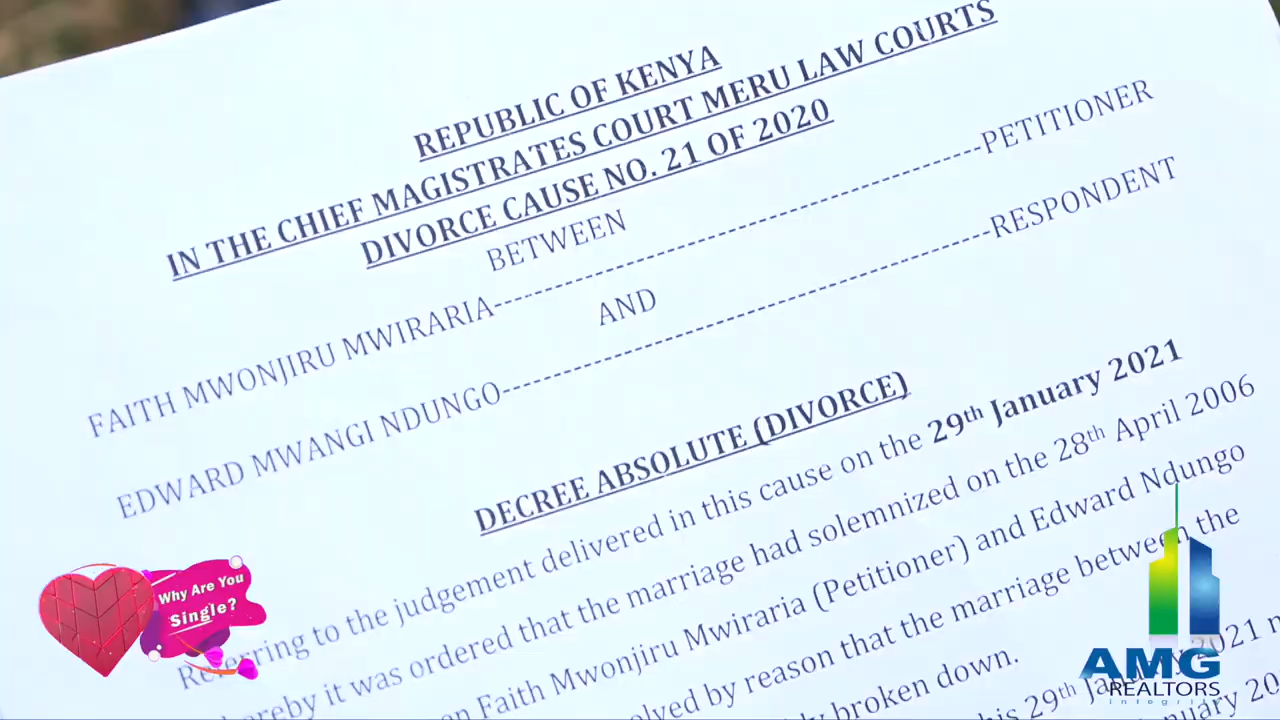 REPUBLIC OF KENYA
IN THE CHIEF MAGISTRATES COURT MERU LAW COURTS
DIVORCE CAUSE NO. 21 OF 2020
BETWEEN
FAITH MWONJIRU MWIRARIA--------------------------------------------------PETITIONER
AND
EDWARD MWANGI NDUNGO--------------------------------------------------RESPONDENT
DECREE ABSOLUTE (DIVORCE)
Referring to the judgement delivered in this cause on the 29th January 2021
hereby it was ordered that the marriage had solemnized on the 28th April 2006
Faith Mwonjiru Mwiraria (Petitioner) and Edward Ndungo
by reason that the marriage between the
broken down.
29th 2021
Why Are You
Single?
AMG
REALTORS